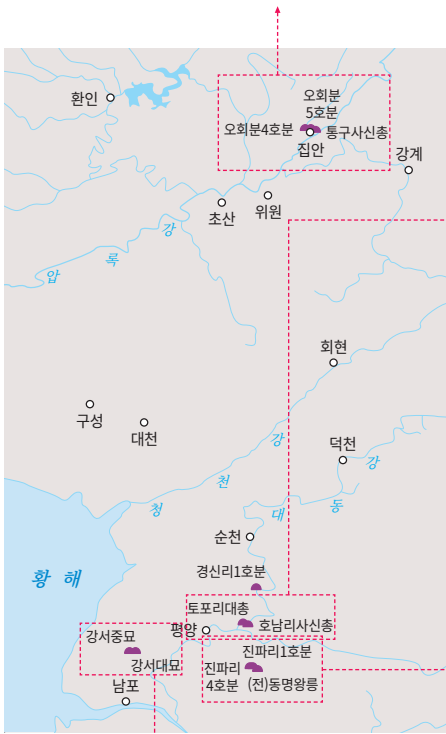 환인
오회분
5호분
오회분4호분
통구사신총
집안
강계
초산
위원
압록강
회현
구성
대천
덕천
청천강
대동강
순천
황해
경신리1호분
토포리대총
호남리사신총
평양
강서중묘
강서대묘
진파리1호분
진파리
4호분
(전)동명왕릉
남포